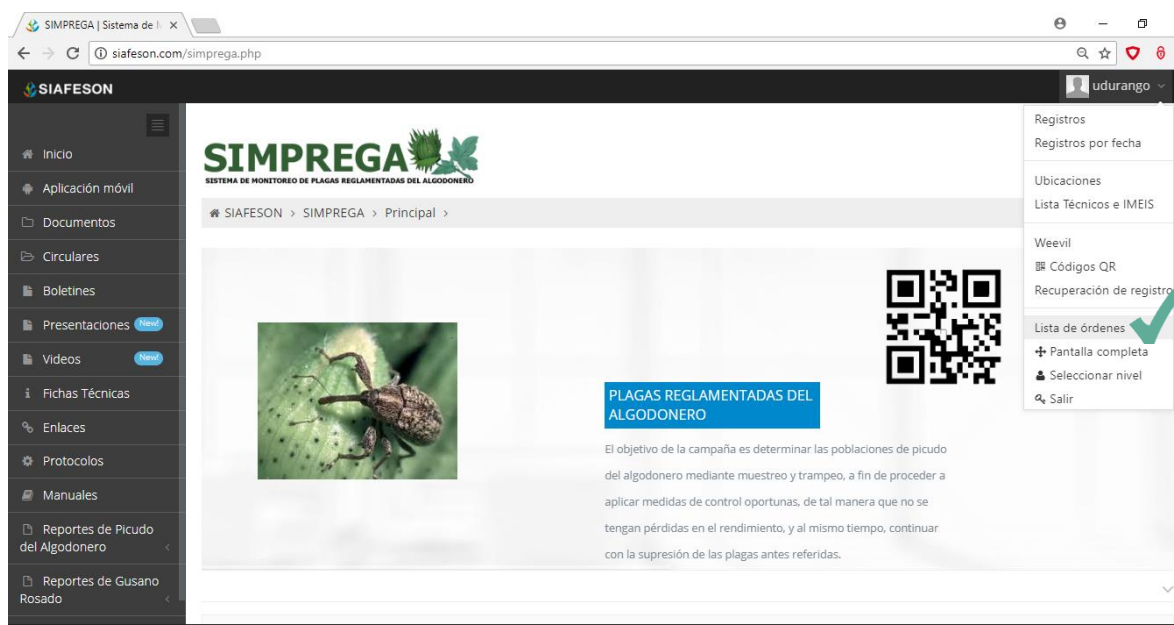 SIMPREGA | Sistema de
siafeson.com/simprega.php
SIAFESON
udurango
Inicio
Aplicación móvil
Documentos
Circulares
Boletines
Presentaciones New!
Videos New!
Fichas Técnicas
Enlaces
Protocolos
Manuales
Reportes de Picudo
del Algodonero
Reportes de Gusano
Rosado
SIMPREGA
SISTEMA DE MONITOREO DE PLAGAS REGLAMENTADAS DEL ALGODONERO
SIAFESON > SIMPREGA > Principal >
PLAGAS REGLAMENTADAS DEL
ALGODONERO
El objetivo de la campaña es determinar las poblaciones de picudo
del algodonero mediante muestreo y trampeo, a fin de proceder a
aplicar medidas de control oportunas, de tal manera que no se
tengan pérdidas en el rendimiento, y al mismo tiempo, continuar
con la supresión de las plagas antes referidas.
Registros
Registros por fecha
Ubicaciones
Lista Técnicos e IMEIS
Weevil
Códigos QR
Recuperación de registro
Lista de órdenes
Pantalla completa
Seleccionar nivel
Salir